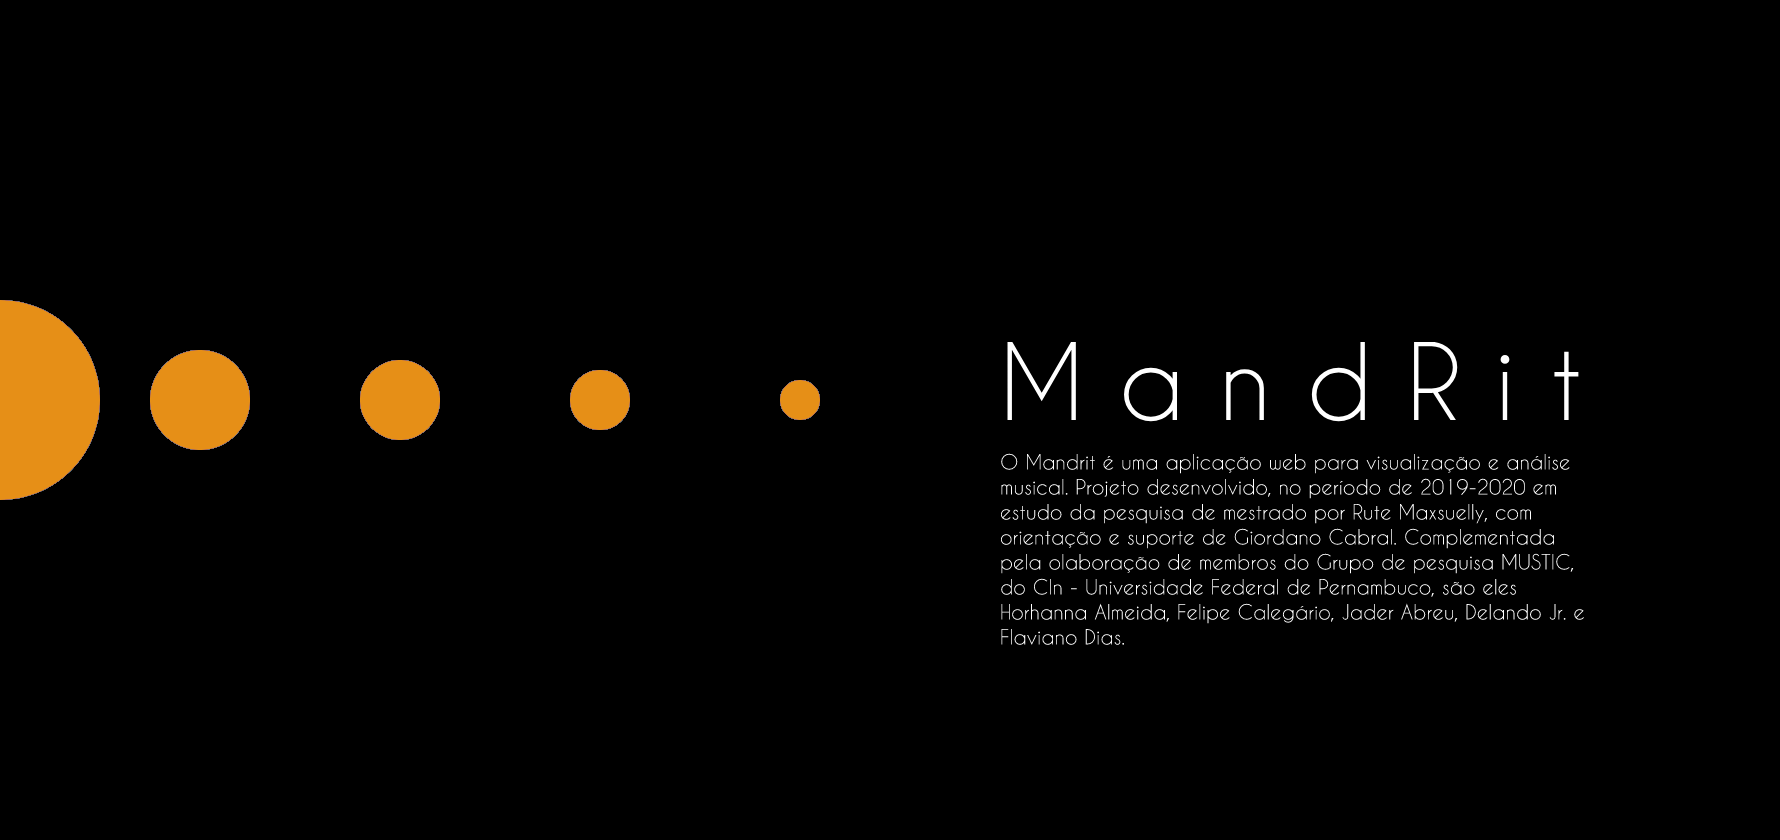 MandRit
O Mandrit é uma aplicação web para visualização e análise
musical. Projeto desenvolvido, no período de 2019-2020 em
estudo da pesquisa de mestrado por Rute Maxsuelly, com
orientação e suporte de Giordano Cabral. Complementada
pela olaboração de membros do Grupo de pesquisa MUSTIC,
do CIn - Universidade Federal de Pernambuco, são eles
Horhanna Almeida, Felipe Calegário, Jader Abreu, Delando Jr. e
Flaviano Dias.